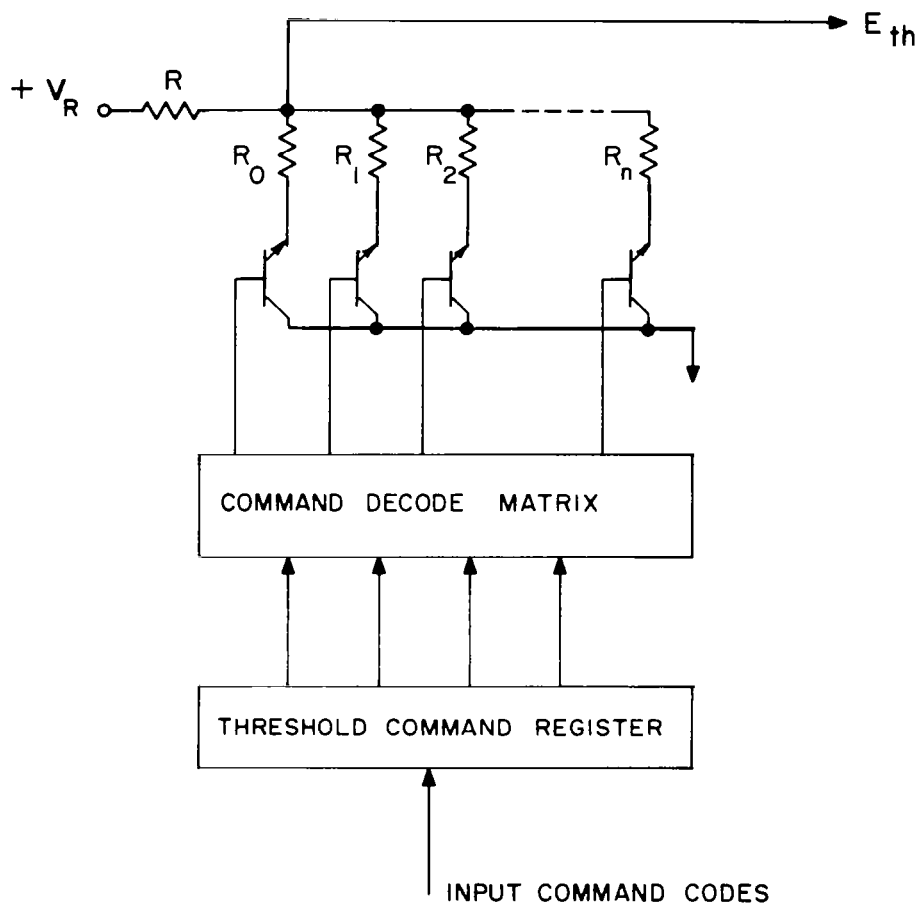 E th
+ V R
R
R 0
R 1
R 2
R n
COMMAND DECODE MATRIX
THRESHOLD COMMAND REGISTER
INPUT COMMAND CODES